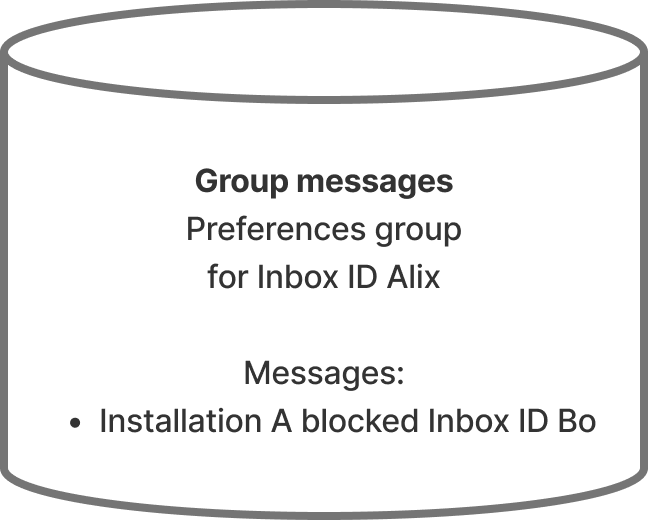 Group messages
Preferences group
for Inbox ID Alix
Messages:
• Installation A blocked Inbox ID Bo